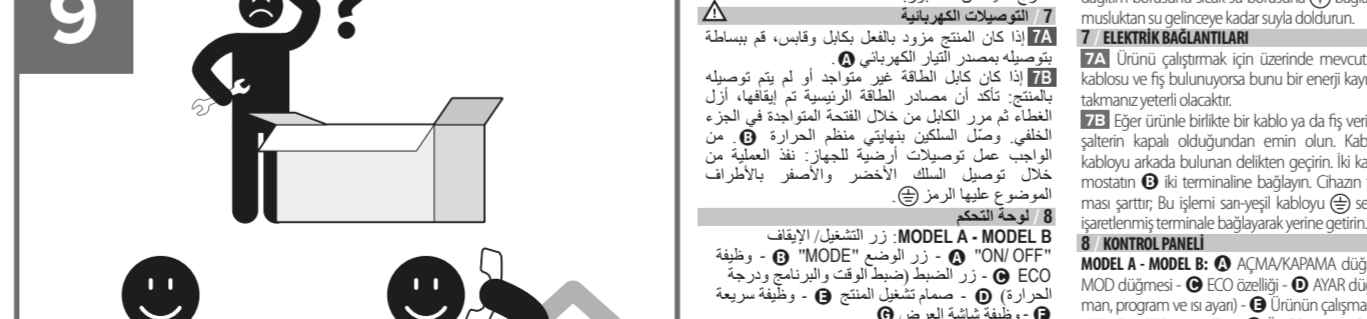 9
?
7 / التوصيلات الكهربائية
7A إذا كان المنتج مزود بالفعل بكابل وقابس، قم ببساطة
بتوصيله بمصدر التيار الكهربائي A.
7B إذا كان كابل الطاقة غير متواجد أو لم يتم توصيله
بالمنتج: تأكد أن مصادر الطاقة الرئيسية تم إيقافها، أزل
الغطاء ثم مرر الكابل من خلال الفتحة المتواجدة في الجزء
الخلفي. وصّل السلكين بنهايتي منظم الحرارة B. من
الواجب عمل توصيلات أرضية للجهاز: نفذ العملية من
خلال توصيل السلك الأخضر والأصفر بالأطراف
الموضوع عليها الرمز ⏚.
8 / لوحة التحكم
MODEL A - MODEL B: زر التشغيل/ الإيقاف
"ON/ OFF" A - زر الوضع "MODE" B - وظيفة
ECO C - زر الضبط (ضبط الوقت والبرنامج ودرجة
الحرارة) D - صمام تشغيل المنتج E - وظيفة سريعة
F - وظيفة شاشة العرض G
dağıtım borusunu sıcak su borusuna Y
musluktan su gelinceye kadar suyla doldurun.
7 / ELEKTRİK BAĞLANTILARI
7A Ürünü çalıştırmak için üzerinde mevcut
kablosu ve fiş bulunuyorsa bunu bir enerji
takmanız yeterli olacaktır.
7B Eğer ürünle birlikte bir kablo ya da fiş
şalterin kapalı olduğundan emin olun.
kabloyu arkada bulunan delikten geçirin. İki
mostatın B iki terminaline bağlayın. Cihazın
ması şarttır; Bu işlemi sarı-yeşil kabloyu ⏚
işaretlenmiş terminale bağlayarak yerine getirin.
8 / KONTROL PANELİ
MODEL A - MODEL B: A AÇMA/KAPAMA
MOD düğmesi - C ECO özelliği - D AYAR
man, program ve ısı ayarı) - E Ürünün